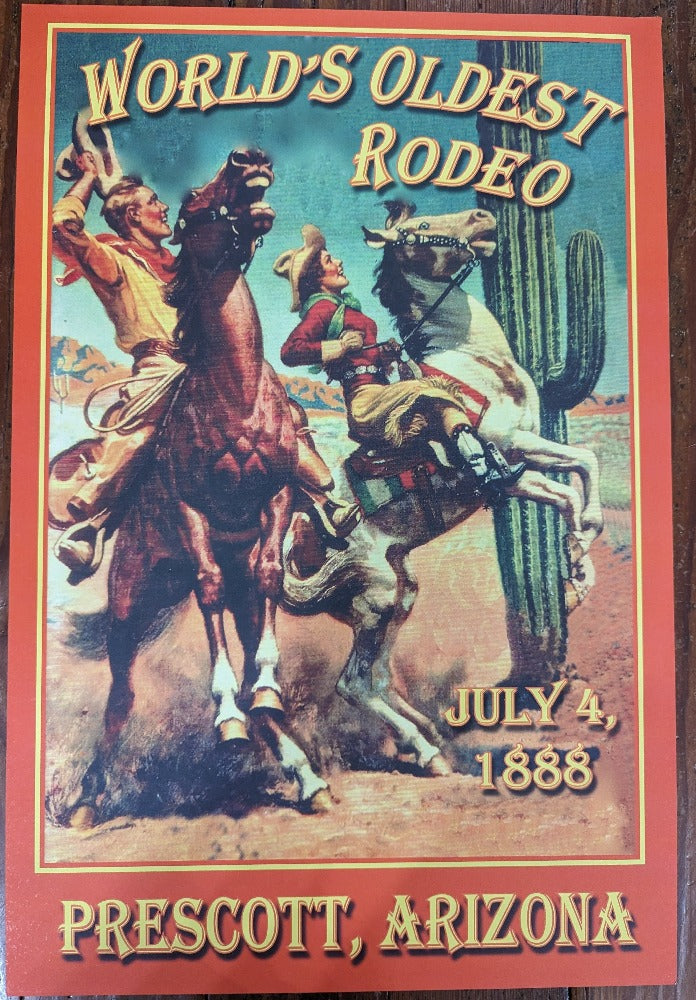 WORLD'S OLDEST
RODEO
JULY 4,
1888
PRESCOTT, ARIZONA